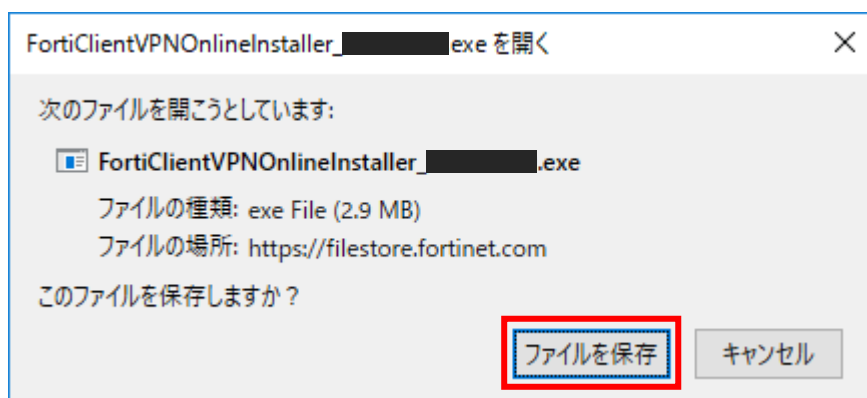 FortiClientVPNOnlineInstaller_ exe を開く
次のファイルを開こうとしています:
FortiClientVPNOnlineInstaller_ .exe
ファイルの種類: exe File (2.9 MB)
ファイルの場所: https://filestore.fortinet.com
このファイルを保存しますか？
ファイルを保存 キャンセル